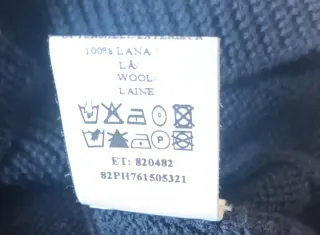 100% LANA/
LÃ/
WOOL/
LAINE
P
ET: 820482
82PH761505321